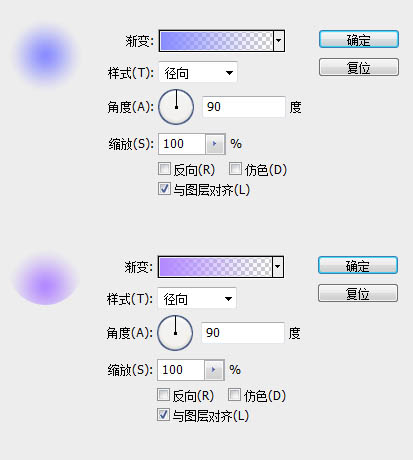 渐变: 确定
样式(T): 径向 复位
角度(A): 90 度
缩放(S): 100 %
反向(R) 仿色(D)
与图层对齐(L)
渐变: 确定
样式(T): 径向 复位
角度(A): 90 度
缩放(S): 100 %
反向(R) 仿色(D)
与图层对齐(L)